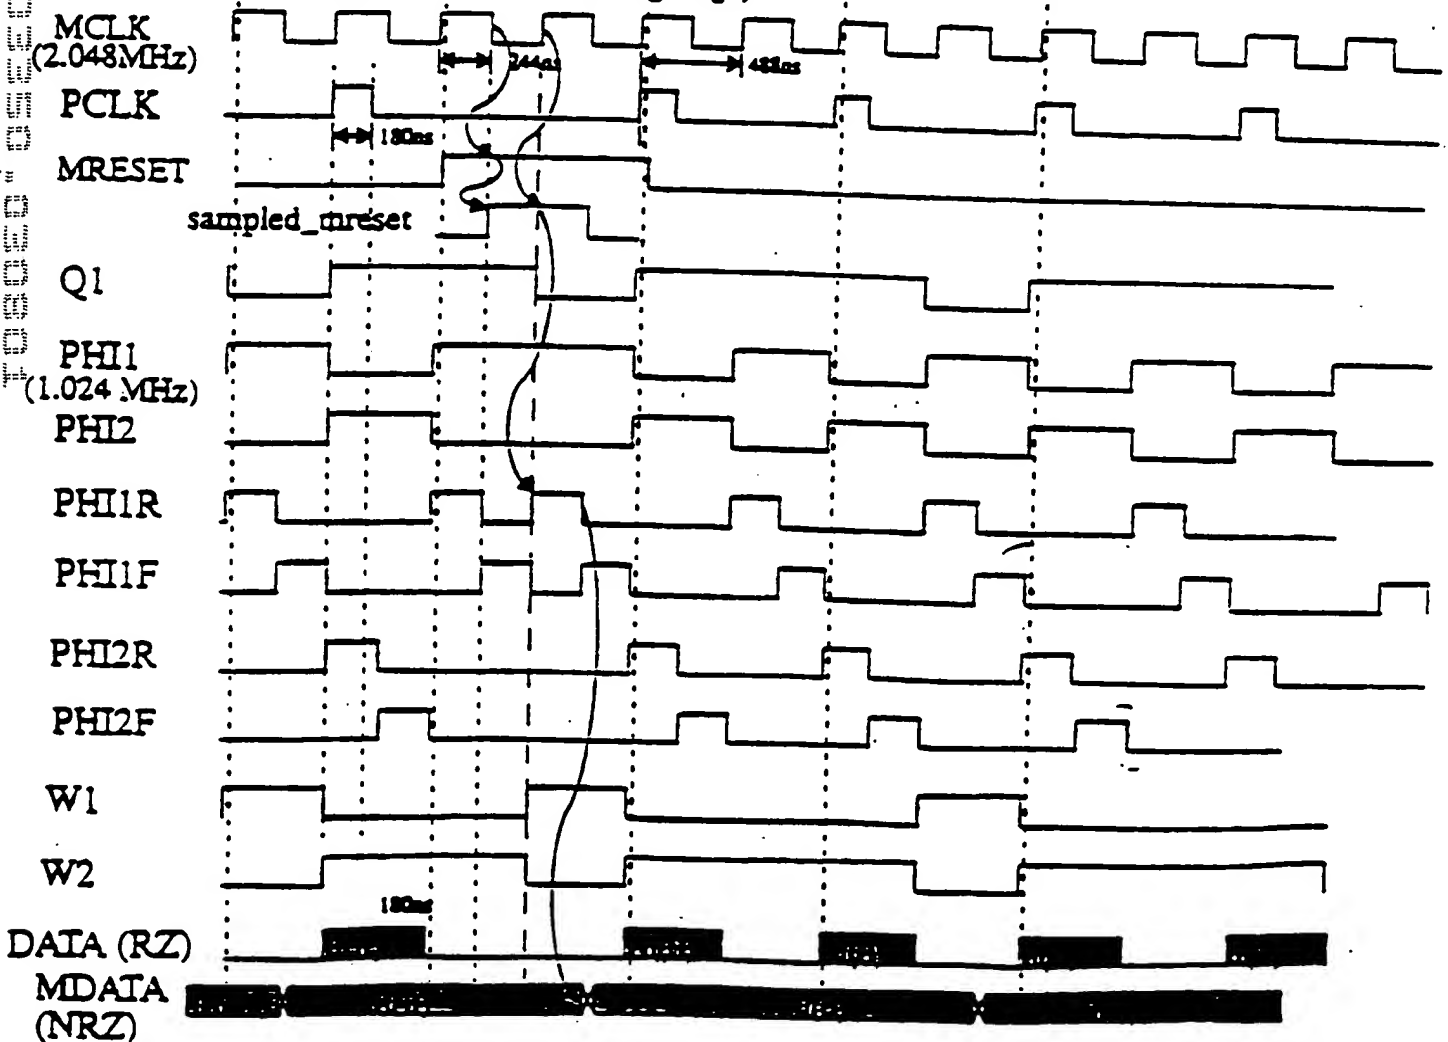 MCLK
(2.048MHz)
244ns
488ns
PCLK
180ns
MRESET
sampled_mreset
Q1
PHI1
(1.024 MHz)
PHI2
PHI1R
PHI1F
PHI2R
PHI2F
W1
W2
180ns
DATA (RZ)
MDATA
(NRZ)